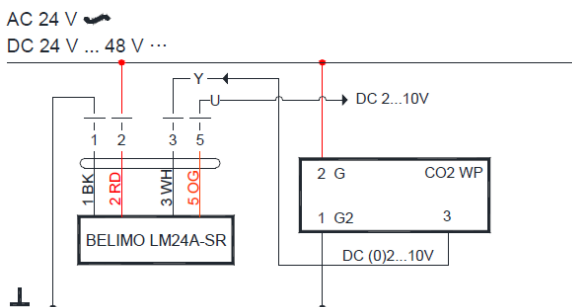 AC 24 V
DC 24 V ... 48 V ⋯
Y
U
DC 2...10V
1 2 3 5
1 BK
2 RD
3 WH
5 OG
BELIMO LM24A-SR
2 G CO2 WP
1 G2 3
DC (0)2...10V